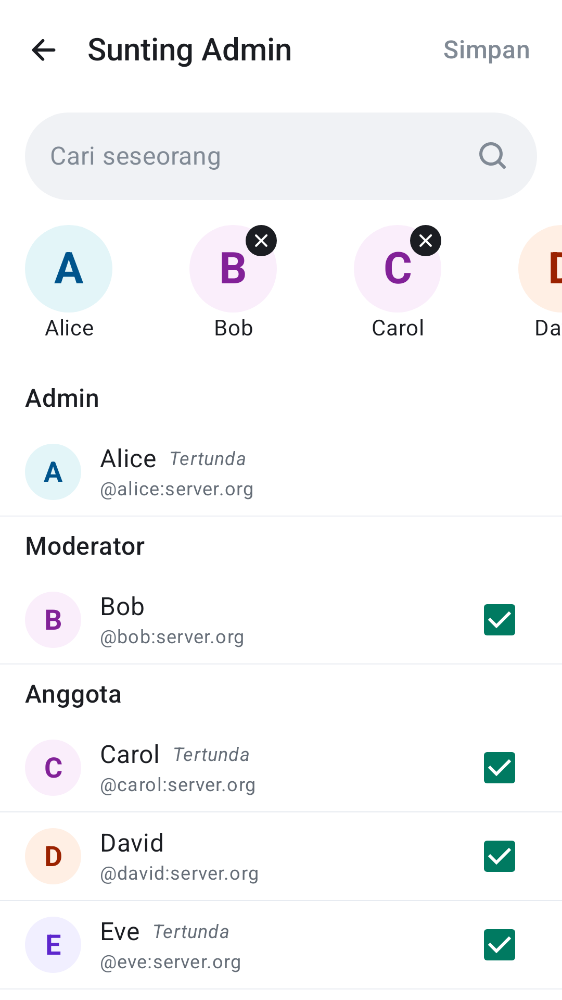 Sunting Admin
Simpan
Cari seseorang
A B C D
Alice Bob Carol Da
Admin
A
Alice Tertunda
@alice:server.org
Moderator
B
Bob
@bob:server.org
Anggota
C
Carol Tertunda
@carol:server.org
D
David
@david:server.org
E
Eve Tertunda
@eve:server.org